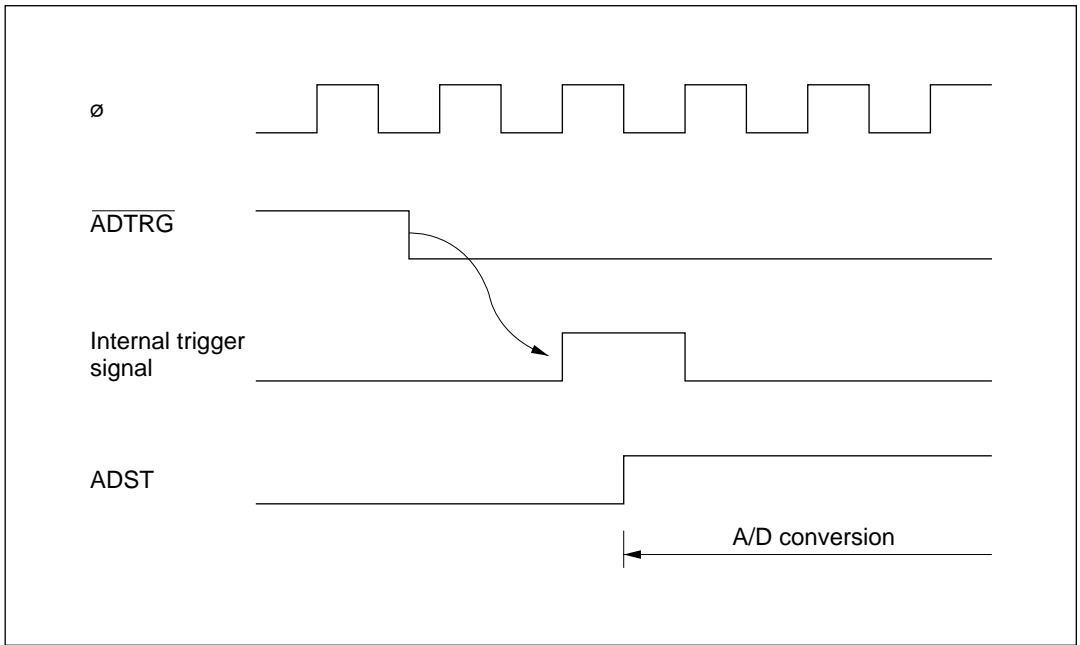 ø
ADTRG
Internal trigger
signal
ADST
A/D conversion